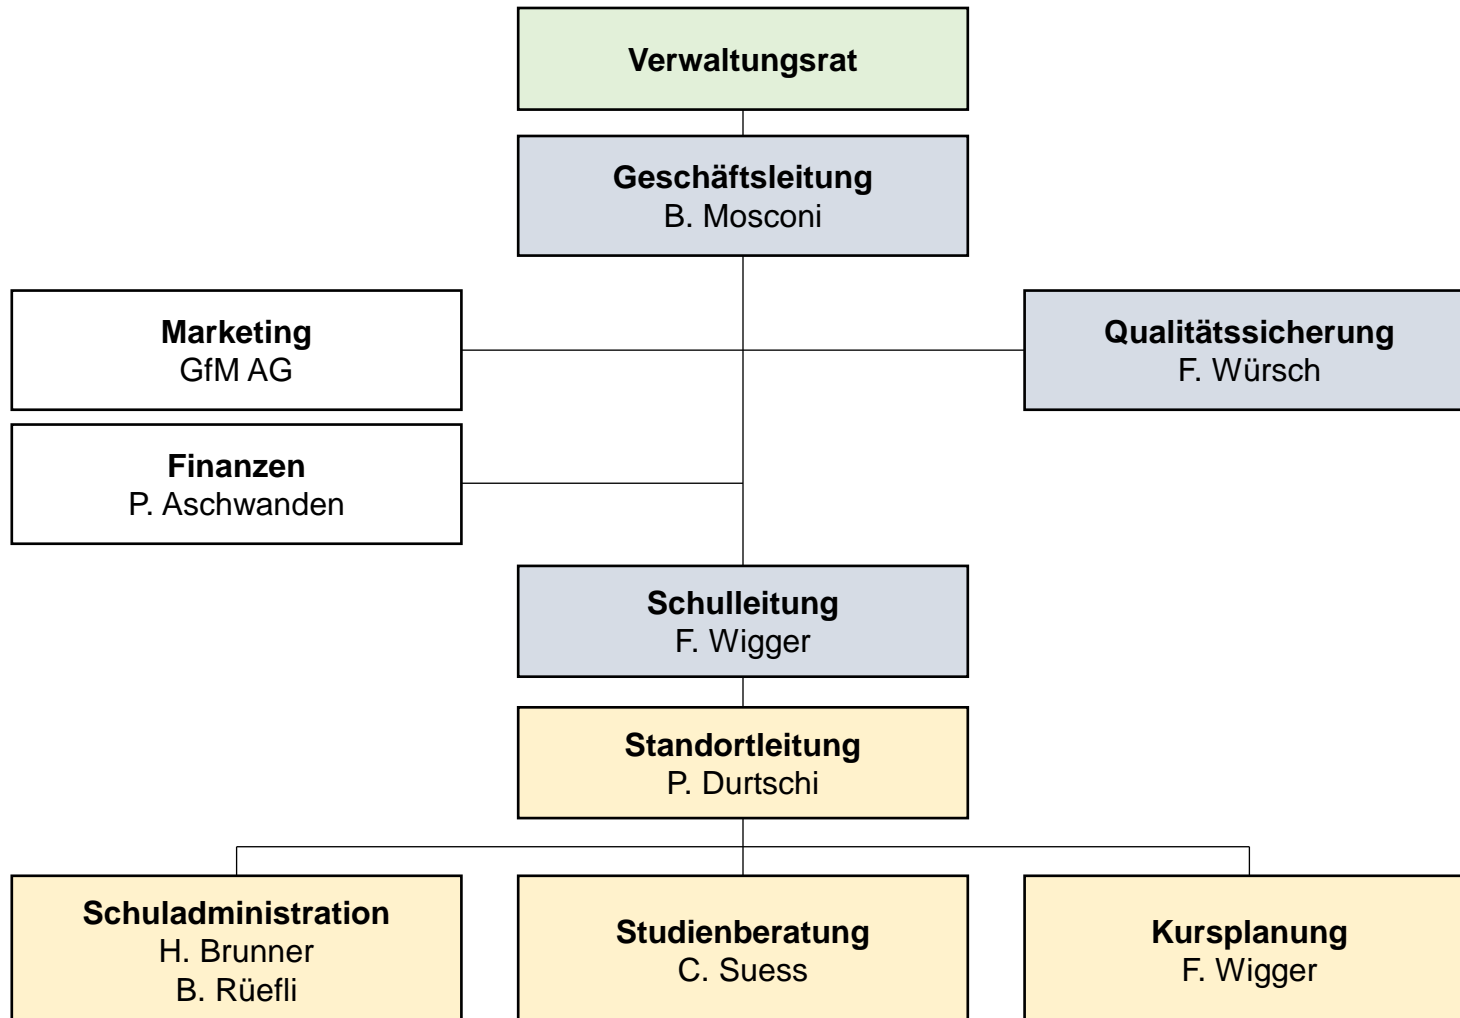 Verwaltungsrat
Geschäftsleitung
B. Mosconi
Marketing
GfM AG
Qualitätssicherung
F. Würsch
Finanzen
P. Aschwanden
Schulleitung
F. Wigger
Standortleitung
P. Durtschi
Schuladministration
H. Brunner
B. Rüefli
Studienberatung
C. Suess
Kursplanung
F. Wigger